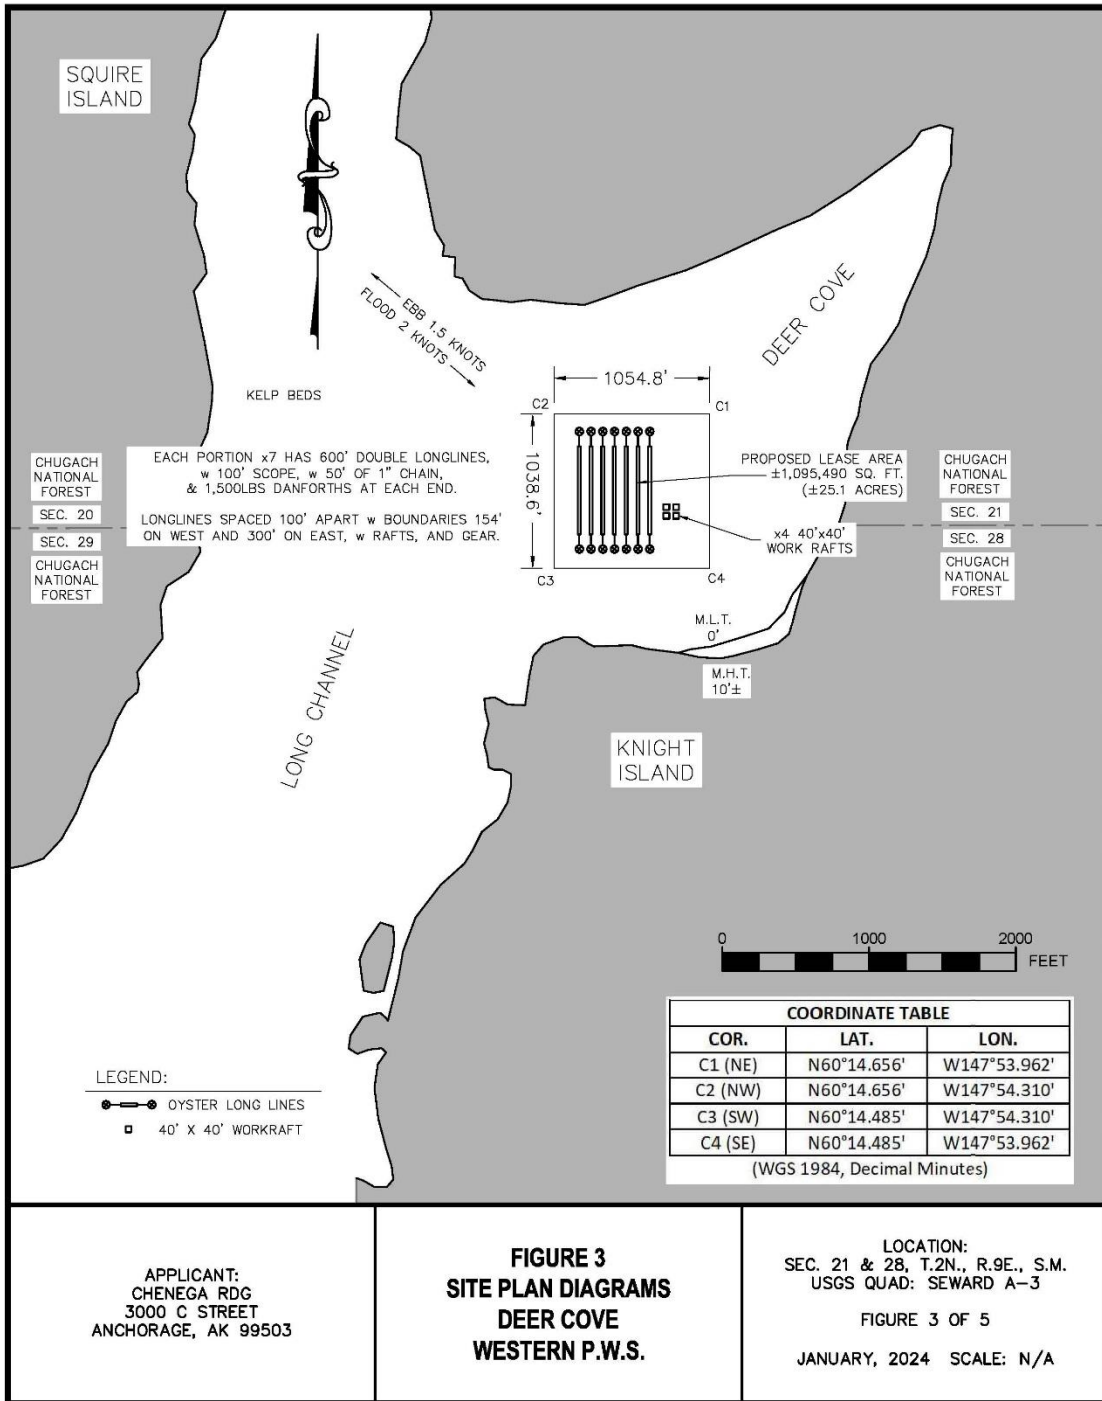 SQUIRE
ISLAND
EBB 1.5 KNOTS
FLOOD 2 KNOTS
DEER COVE
KELP BEDS
1054.8'
C2
C1
1038.6'
EACH PORTION x7 HAS 600' DOUBLE LONGLINES,
w 100' SCOPE, w 50' OF 1" CHAIN,
& 1,500LBS DANFORTHS AT EACH END.
LONGLINES SPACED 100' APART w BOUNDARIES 154'
ON WEST AND 300' ON EAST, w RAFTS, AND GEAR.
CHUGACH
NATIONAL
FOREST
SEC. 20
SEC. 29
CHUGACH
NATIONAL
FOREST
PROPOSED LEASE AREA
±1,095,490 SQ. FT.
(±25.1 ACRES)
x4 40'x40'
WORK RAFTS
CHUGACH
NATIONAL
FOREST
SEC. 21
SEC. 28
CHUGACH
NATIONAL
FOREST
C3
C4
M.L.T.
0'
M.H.T.
10'±
LONG CHANNEL
KNIGHT
ISLAND
0 1000 2000
FEET
COORDINATE TABLE
COR. LAT. LON.
C1 (NE) N60°14.656' W147°53.962'
C2 (NW) N60°14.656' W147°54.310'
C3 (SW) N60°14.485' W147°54.310'
C4 (SE) N60°14.485' W147°53.962'
(WGS 1984, Decimal Minutes)
LEGEND:
OYSTER LONG LINES
40' X 40' WORKRAFT
APPLICANT:
CHENEGA RDG
3000 C STREET
ANCHORAGE, AK 99503
FIGURE 3
SITE PLAN DIAGRAMS
DEER COVE
WESTERN P.W.S.
LOCATION:
SEC. 21 & 28, T.2N., R.9E., S.M.
USGS QUAD: SEWARD A-3
FIGURE 3 OF 5
JANUARY, 2024 SCALE: N/A